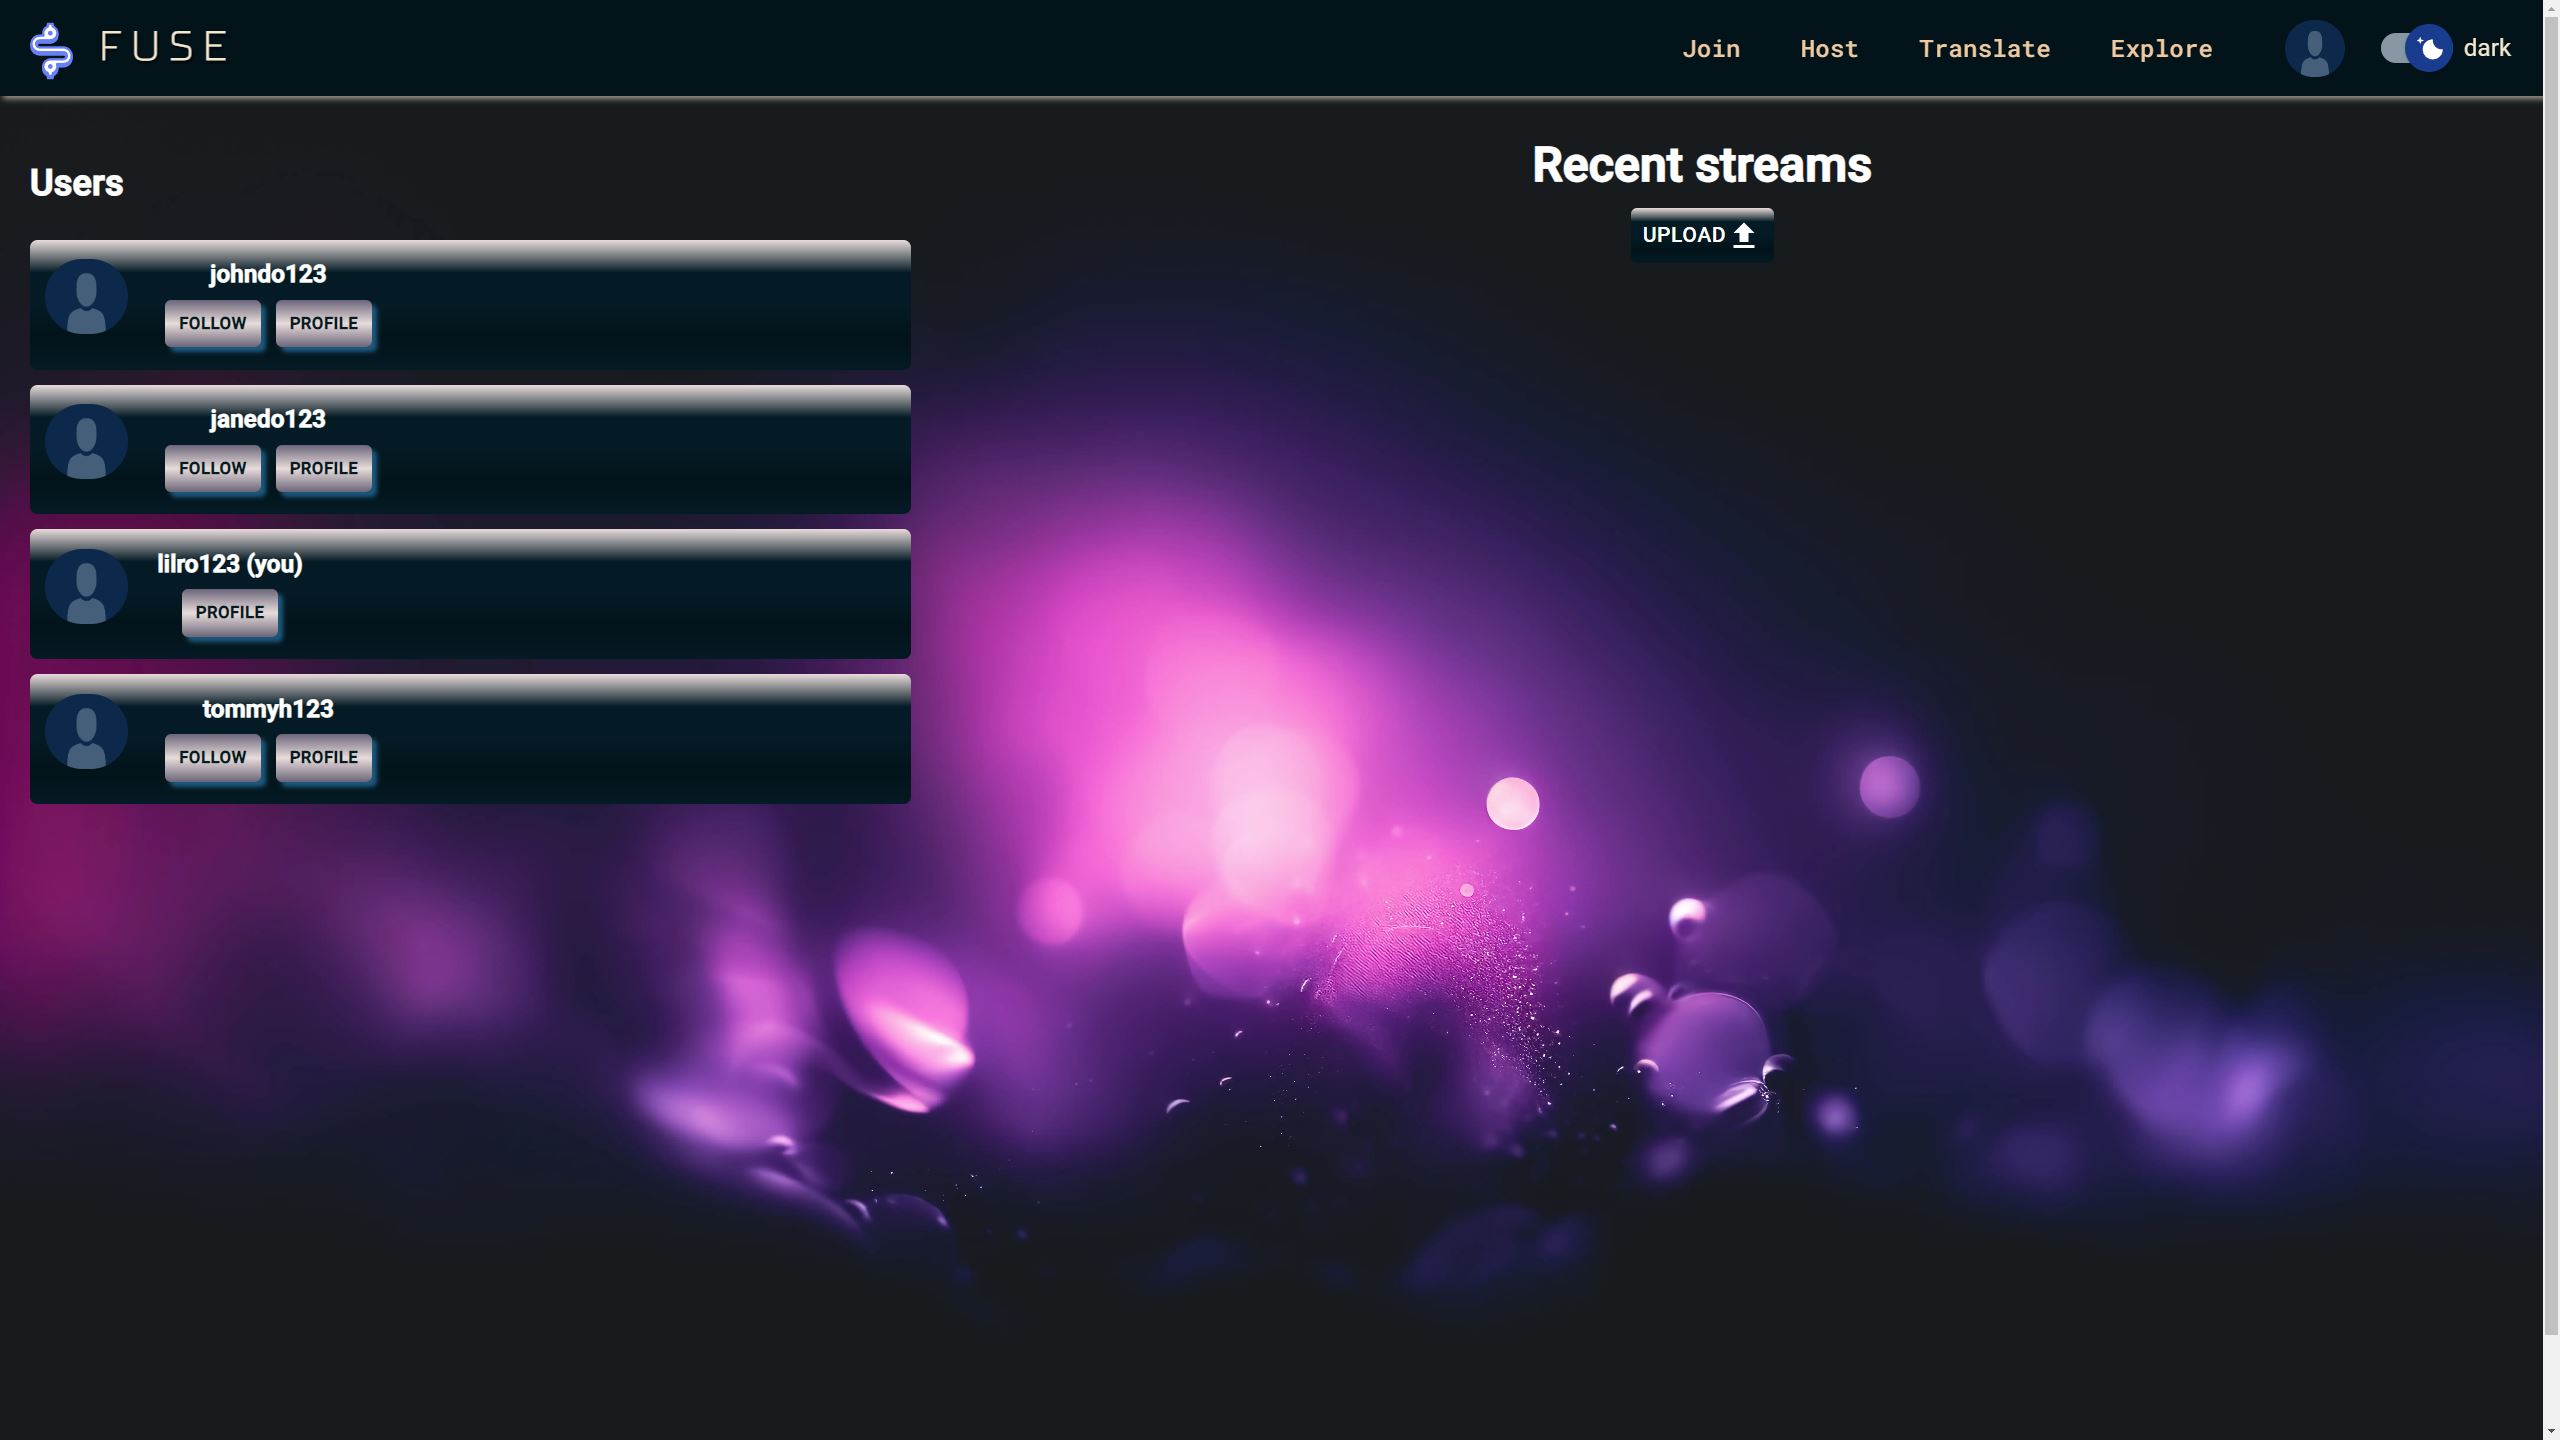 FUSE
Join Host Translate Explore dark
Users
johndo123
FOLLOW PROFILE
janedo123
FOLLOW PROFILE
lilro123 (you)
PROFILE
tommyh123
FOLLOW PROFILE
Recent streams
UPLOAD